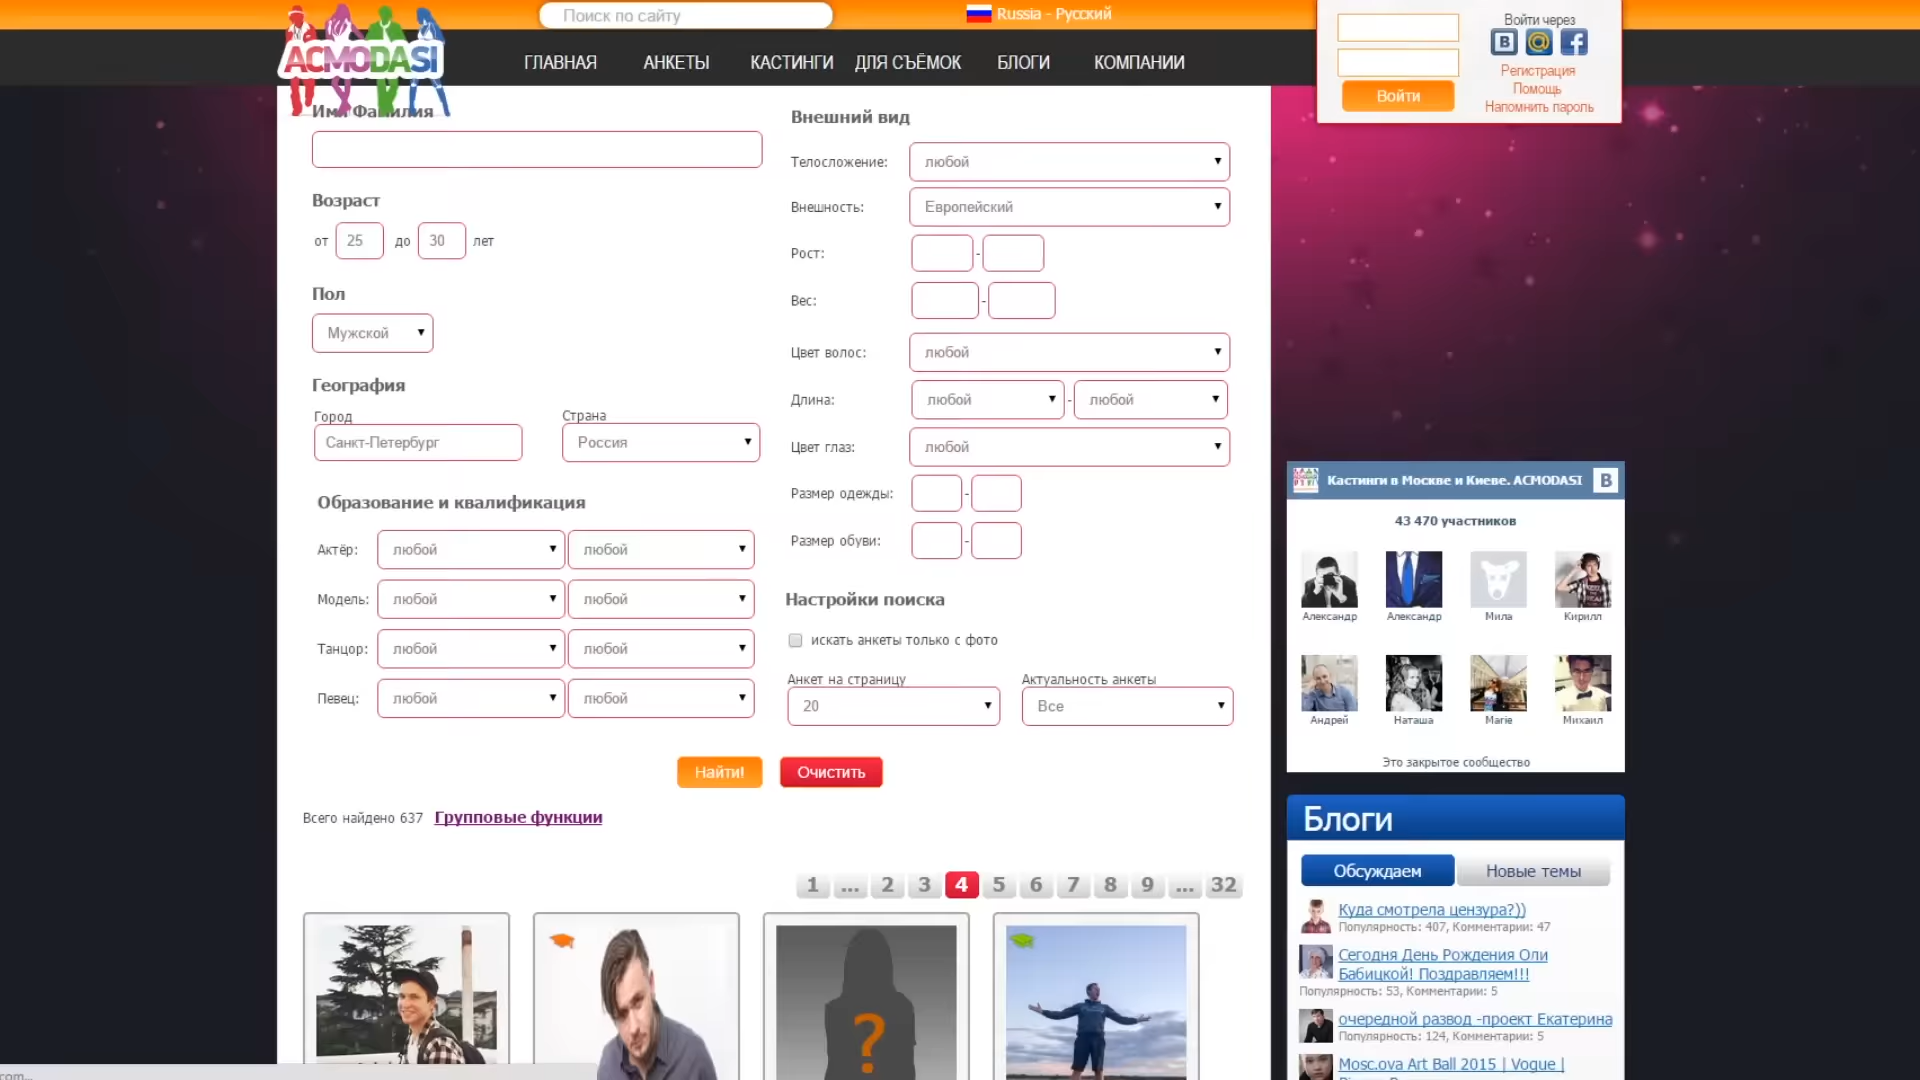 Поиск по сайту
Russia - Русский
ACMODASI
ГЛАВНАЯ АНКЕТЫ КАСТИНГИ ДЛЯ СЪЁМОК БЛОГИ КОМПАНИИ
Войти через
Войти
Регистрация
Помощь
Напомнить пароль
Имя Фамилия
Возраст
от 25 до 30 лет
Пол
Мужской
География
Город
Страна
Санкт-Петербург
Россия
Образование и квалификация
Актёр: любой любой
Модель: любой любой
Танцор: любой любой
Певец: любой любой
Внешний вид
Телосложение: любой
Внешность: Европейский
Рост: -
Вес: -
Цвет волос: любой
Длина: любой - любой
Цвет глаз: любой
Размер одежды: -
Размер обуви: -
Настройки поиска
искать анкеты только с фото
Анкет на страницу
Актуальность анкеты
20
Все
Найти!
Очистить
Всего найдено 637 Групповые функции
1 ... 2 3 4 5 6 7 8 9 ... 32
?
Кастинги в Москве и Киеве. ACMODASI B
43 470 участников
Александр Александр Мила Кирилл
Андрей Наташа Marie Михаил
Это закрытое сообщество
Блоги
Обсуждаем Новые темы
Куда смотрела цензура?))
Популярность: 407, Комментарии: 47
Сегодня День Рождения Оли
Бабицкой! Поздравляем!!!
Популярность: 53, Комментарии: 5
очередной развод -проект Екатерина
Популярность: 124, Комментарии: 5
Mosc.ova Art Ball 2015 | Vogue |
com...